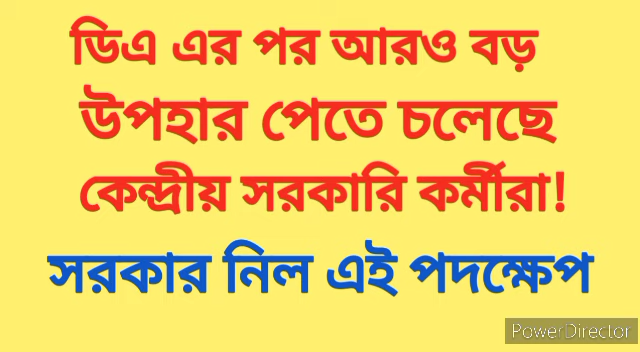 ডিএ এর পর আরও বড়
উপহার পেতে চলেছে
কেন্দ্রীয় সরকারি কর্মীরা!
সরকার নিল এই পদক্ষেপ
PowerDirector